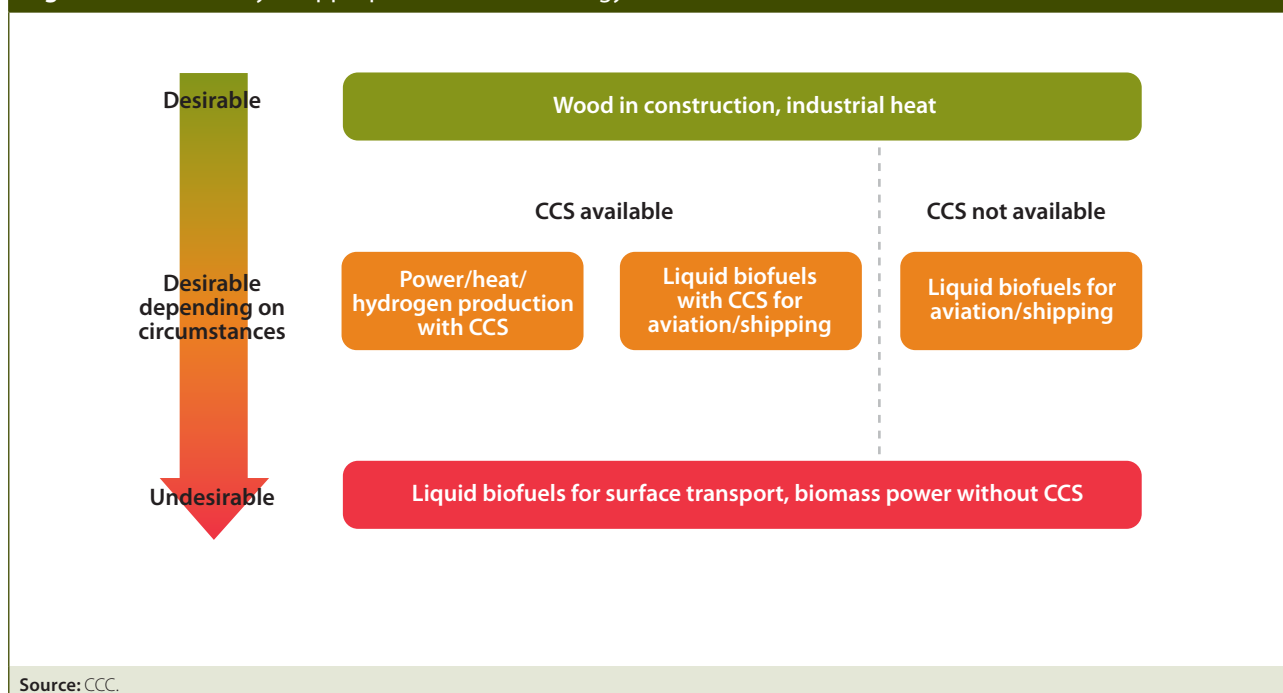 Desirable
Wood in construction, industrial heat
CCS available
CCS not available
Desirable
depending on
circumstances
Power/heat/
hydrogen production
with CCS
Liquid biofuels
with CCS for
aviation/shipping
Liquid biofuels for
aviation/shipping
Undesirable
Liquid biofuels for surface transport, biomass power without CCS
Source: CCC.